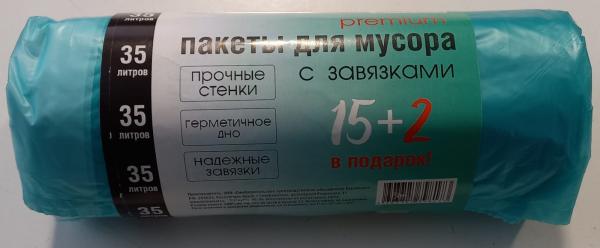 premium
пакеты для мусора
с завязками
прочные
стенки
герметичное
дно
надежные
завязки
15+2
в подарок!
35
литров
35
литров
35
литров
35